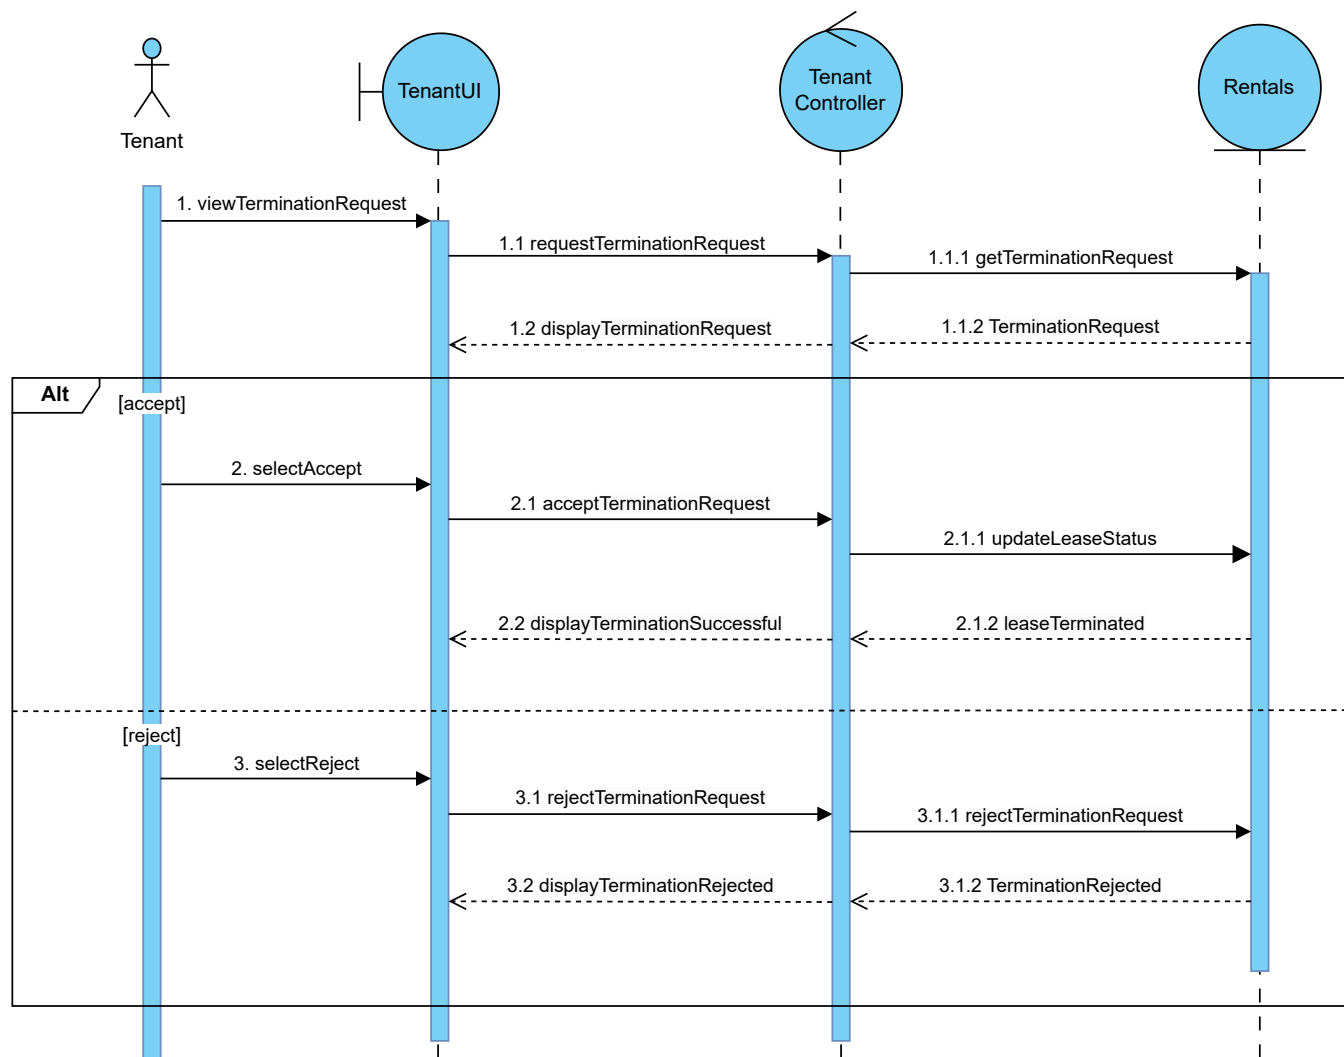 Tenant
TenantUI
Tenant
Controller
Rentals
1. viewTerminationRequest
1.1 requestTerminationRequest
1.1.1 getTerminationRequest
1.1.2 TerminationRequest
1.2 displayTerminationRequest
Alt
[accept]
2. selectAccept
2.1 acceptTerminationRequest
2.1.1 updateLeaseStatus
2.1.2 leaseTerminated
2.2 displayTerminationSuccessful
[reject]
3. selectReject
3.1 rejectTerminationRequest
3.1.1 rejectTerminationRequest
3.1.2 TerminationRejected
3.2 displayTerminationRejected